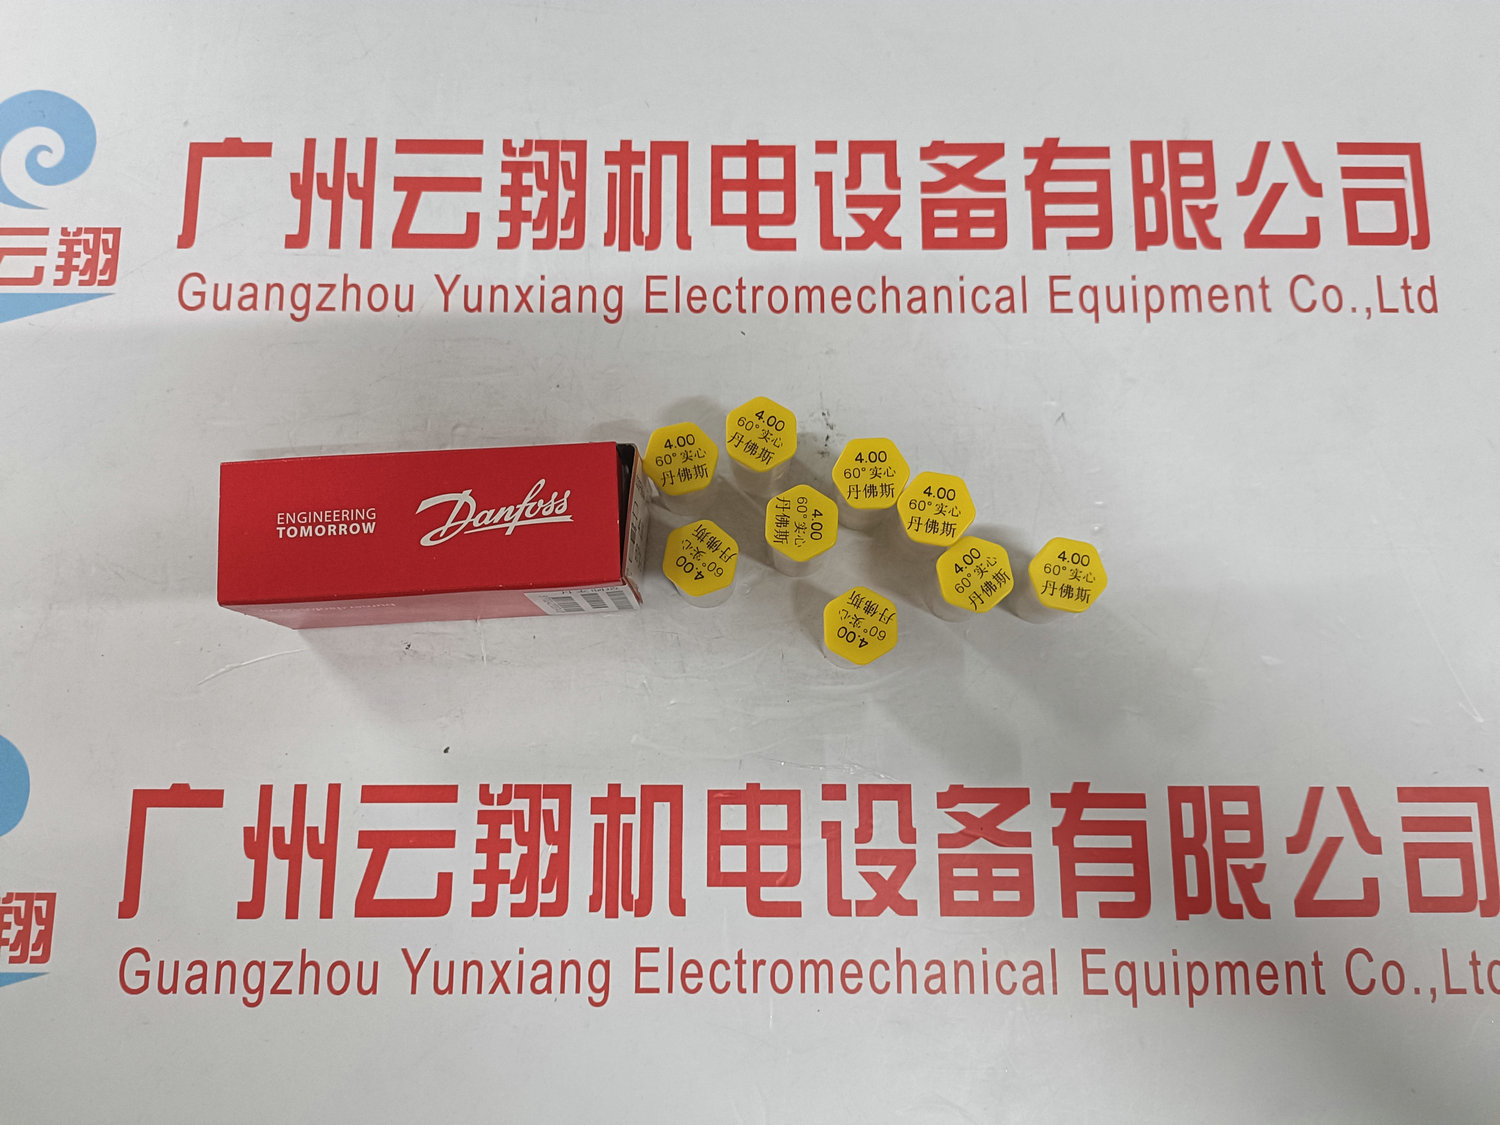 广州云翔机电设备有限公司
云翔
Guangzhou Yunxiang Electromechanical Equipment Co.,Ltd
ENGINEERING
TOMORROW
Danfoss
4.00
60°实心
丹佛斯
4.00
60°实心
丹佛斯
4.00
60°实心
丹佛斯
4.00
60°实心
丹佛斯
4.00
60°实心
丹佛斯
4.00
60°实心
丹佛斯
4.00
60°实心
丹佛斯
4.00
60°实心
丹佛斯
4.00
60°实心
丹佛斯
广州云翔机电设备有限公司
翔
Guangzhou Yunxiang Electromechanical Equipment Co.,Ltd